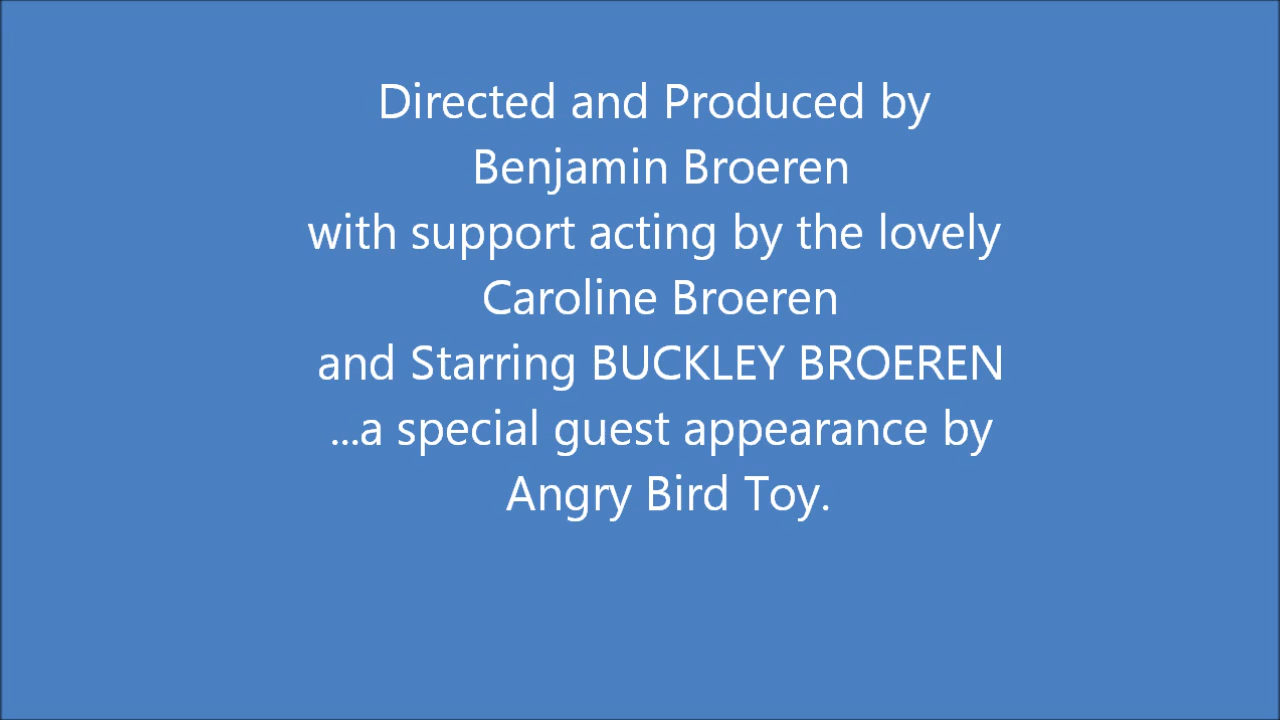 Directed and Produced by
Benjamin Broeren
with support acting by the lovely
Caroline Broeren
and Starring BUCKLEY BROEREN
...a special guest appearance by
Angry Bird Toy.